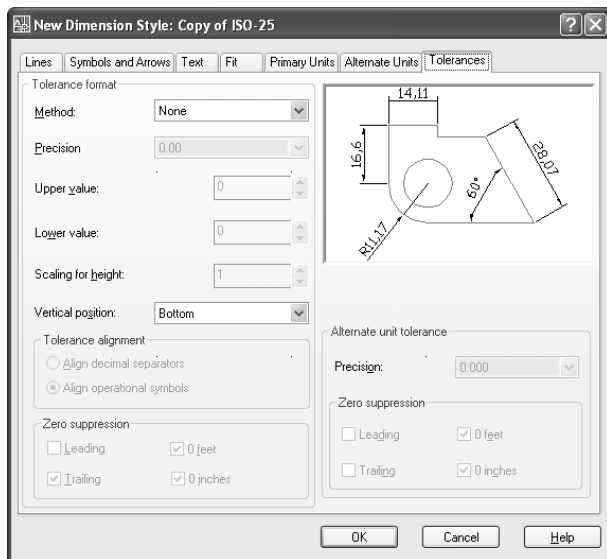 New Dimension Style: Copy of ISO-25
Lines Symbols and Arrows Text Fit Primary Units Alternate Units Tolerances
Tolerance format
Method: None
Precision 0.00
Upper value: 0
Lower value: 0
Scaling for height: 1
Vertical position: Bottom
Tolerance alignment
Align decimal separators
Align operational symbols
Zero suppression
Leading 0 feet
Trailing 0 inches
14,11
16,6
28,07
60°
R11,17
Alternate unit tolerance
Precision: 0.000
Zero suppression
Leading 0 feet
Trailing 0 inches
OK Cancel Help